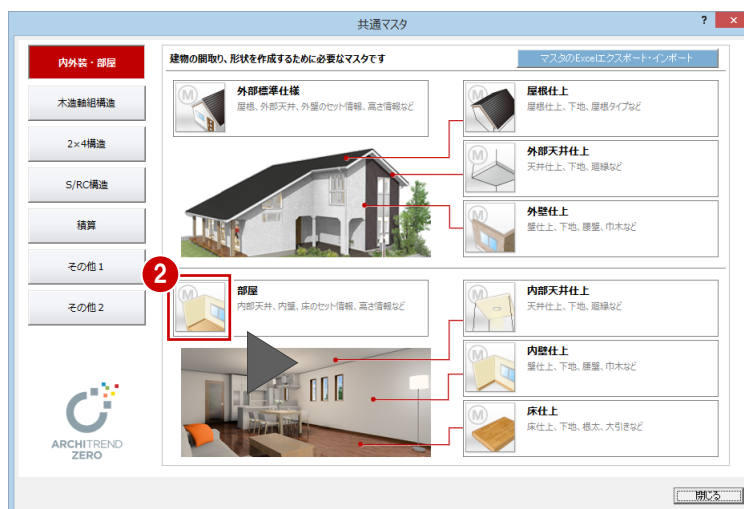 共通マスタ
?
×
内外装・部屋
木造軸組構造
2×4構造
S/RC構造
積算
その他1
その他2
ARCHITREND
ZERO
建物の間取り、形状を作成するために必要なマスタです
マスタのExcelエクスポート・インポート
M
外部標準仕様
屋根、外部天井、外壁のセット情報、高さ情報など
M
屋根仕上
屋根仕上、下地、屋根タイプなど
M
外部天井仕上
天井仕上、下地、廻縁など
M
外壁仕上
壁仕上、下地、腰壁、巾木など
2
M
部屋
内部天井、内壁、床のセット情報、高さ情報など
M
内部天井仕上
天井仕上、下地、廻縁など
M
内壁仕上
壁仕上、下地、腰壁、巾木など
M
床仕上
床仕上、下地、根太、大引きなど
閉じる